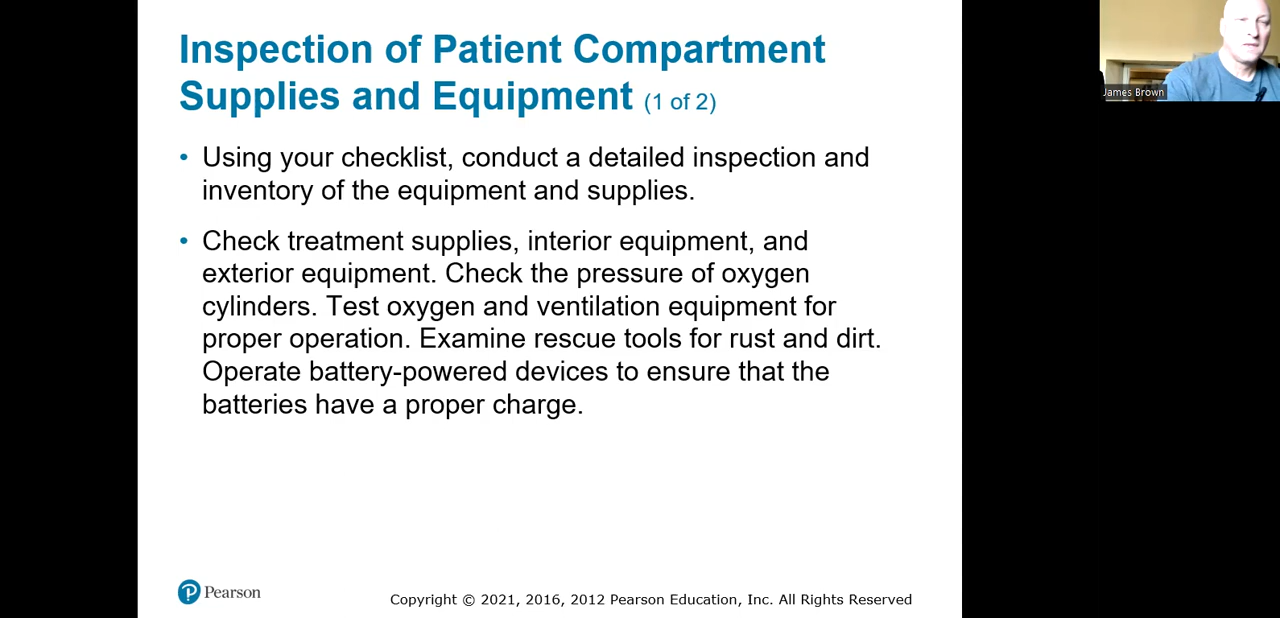 Inspection of Patient Compartment
Supplies and Equipment (1 of 2)
James Brown
• Using your checklist, conduct a detailed inspection and
inventory of the equipment and supplies.
• Check treatment supplies, interior equipment, and
exterior equipment. Check the pressure of oxygen
cylinders. Test oxygen and ventilation equipment for
proper operation. Examine rescue tools for rust and dirt.
Operate battery-powered devices to ensure that the
batteries have a proper charge.
Pearson
Copyright © 2021, 2016, 2012 Pearson Education, Inc. All Rights Reserved